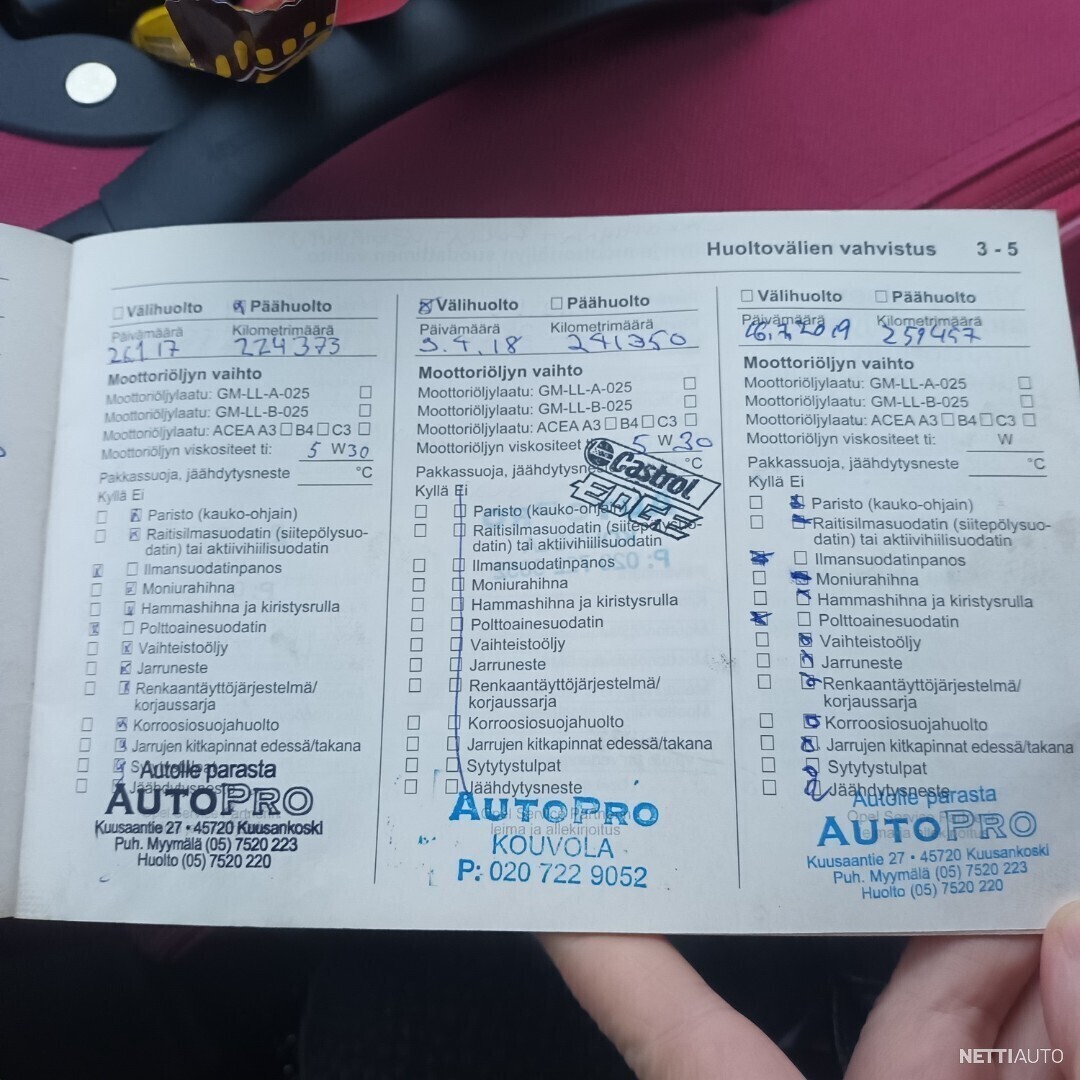 Huoltovälien vahvistus 3 - 5
Välihuolto Päähuolto
Päivämäärä Kilometrimäärä
26 1 17 224373
Moottoriöljyn vaihto
Moottoriöljylaatu: GM-LL-A-025
Moottoriöljylaatu: GM-LL-B-025
Moottoriöljylaatu: ACEA A3 B4 C3
Moottoriöljyn viskositeet ti: 5 W 30
Pakkassuoja, jäähdytysneste °C
Kyllä Ei
Paristo (kauko-ohjain)
Raitisilmasuodatin (siitepölysuo-
datin) tai aktiivihiilisuodatin
Ilmansuodatinpanos
Moniurahihna
Hammashihna ja kiristysrulla
Polttoainesuodatin
Vaihteistoöljy
Jarruneste
Renkaantäyttöjärjestelmä/
korjaussarja
Korroosiosuojahuolto
Jarrujen kitkapinnat edessä/takana
Autolle parasta
Jäähdytysneste
AUTOPRO
Kuusaantie 27 • 45720 Kuusankoski
Puh. Myymälä (05) 7520 223
Huolto (05) 7520 220
Välihuolto Päähuolto
Päivämäärä Kilometrimäärä
3.4.18 241350
Moottoriöljyn vaihto
Moottoriöljylaatu: GM-LL-A-025
Moottoriöljylaatu: GM-LL-B-025
Moottoriöljylaatu: ACEA A3 B4 C3
Moottoriöljyn viskositeet 5 W 30
Pakkassuoja, jäähdytysneste °C
Castrol
EDGE
Kyllä Ei
Paristo (kauko-ohjain)
Raitisilmasuodatin (siitepölysuo-
datin) tai aktiivihiilisuodatin
Ilmansuodatinpanos
Moniurahihna
Hammashihna ja kiristysrulla
Polttoainesuodatin
Vaihteistoöljy
Jarruneste
Renkaantäyttöjärjestelmä/
korjaussarja
Korroosiosuojahuolto
Jarrujen kitkapinnat edessä/takana
Sytytystulpat
Jäähdytysneste
AUTOPRO
leima ja allekirjoitus
KOUVOLA
P: 020 722 9052
Välihuolto Päähuolto
Päivämäärä Kilometrimäärä
2019 259457
Moottoriöljyn vaihto
Moottoriöljylaatu: GM-LL-A-025
Moottoriöljylaatu: GM-LL-B-025
Moottoriöljylaatu: ACEA A3 B4 C3
Moottoriöljyn viskositeet ti: W
Pakkassuoja, jäähdytysneste °C
Kyllä Ei
Paristo (kauko-ohjain)
Raitisilmasuodatin (siitepölysuo-
datin) tai aktiivihiilisuodatin
Ilmansuodatinpanos
Moniurahihna
Hammashihna ja kiristysrulla
Polttoainesuodatin
Vaihteistoöljy
Jarruneste
Renkaantäyttöjärjestelmä/
korjaussarja
Korroosiosuojahuolto
Jarrujen kitkapinnat edessä/takana
Sytytystulpat
Jäähdytysneste
Autolle parasta
AUTOPRO
Kuusaantie 27 • 45720 Kuusankoski
Puh. Myymälä (05) 7520 223
Huolto (05) 7520 220
NETTIAUTO